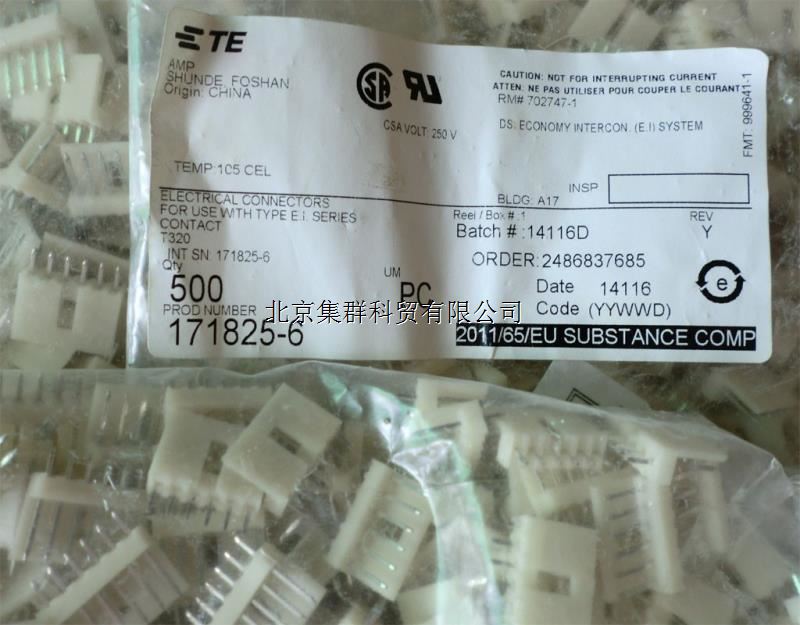 TE
AMP
SHUNDE, FOSHAN
Origin: CHINA
CSA VOLT: 250 V
CAUTION: NOT FOR INTERRUPTING CURRENT
ATTEN: NE PAS UTILISER POUR COUPER LE COURANT
RM# 702747-1
DS: ECONOMY INTERCON. (E.I) SYSTEM
FMT: 999641-1
TEMP:105 CEL
INSP
BLDG: A17
ELECTRICAL CONNECTORS
FOR USE WITH TYPE E.I. SERIES
CONTACT
T320
INT SN: 171825-6
Reel / Box # :1
REV
Batch # :14116D
Y
ORDER:2486837685
Qty
500
UM
PC
Date 14116
Code (YYWWD)
e
PROD NUMBER
171825-6
2011/65/EU SUBSTANCE COMP
北京集群科贸有限公司